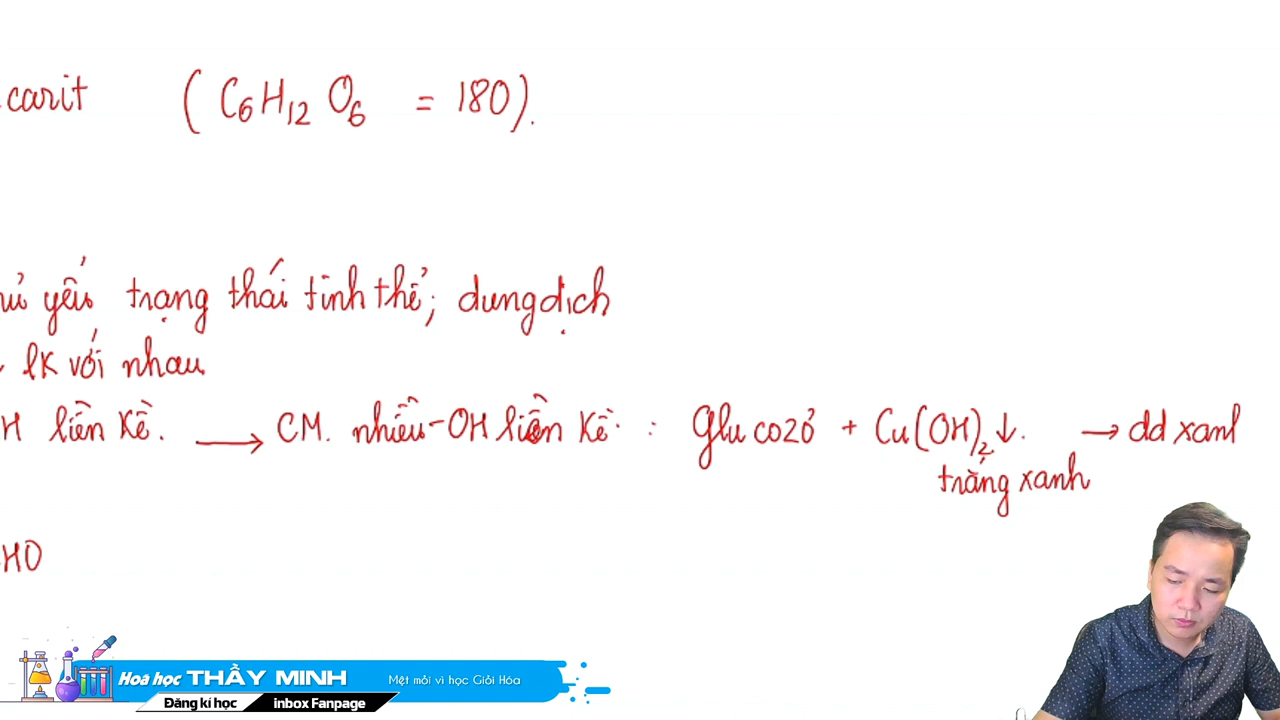 carit ( C6H12O6 = 180).
yếu trạng thái tinh thể; dung dịch
lK với nhau
H liền kề. → CM. nhiều -OH liền kề : Glucozơ + Cu(OH)2↓. → dd xanh
trắng xanh
HO
Hoá học THẦY MINH
Mệt mỏi vì học Giỏi Hóa
Đăng kí học inbox Fanpage